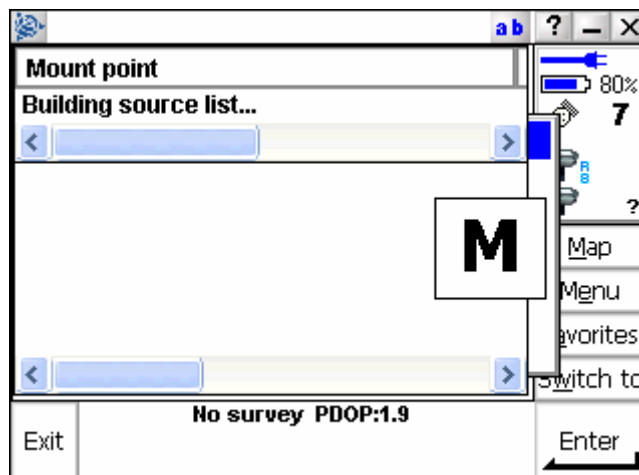 ab ? – X
Mount point
80%
Building source list...
7
R8
M
?
Map
Menu
avorites
Switch to
No survey PDOP:1.9
Exit
Enter